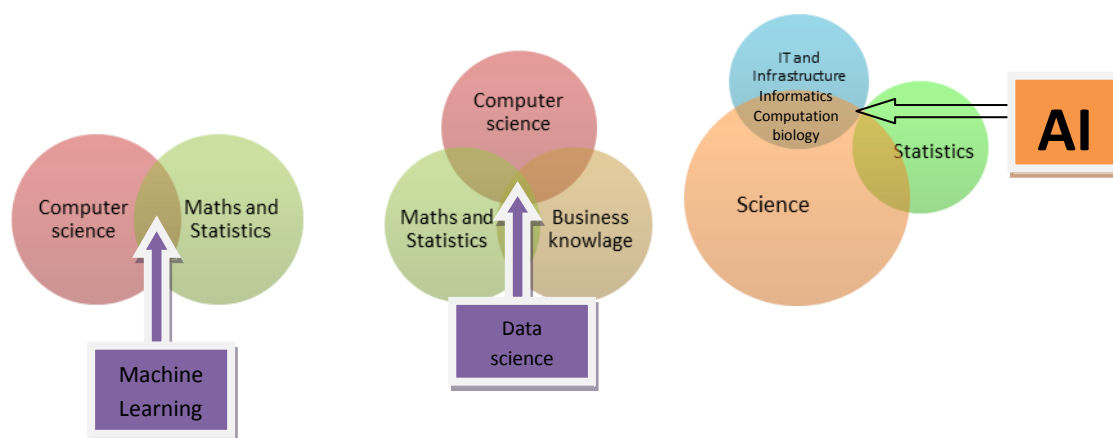 Computer
science
Maths and
Statistics
Machine
Learning
Computer
science
Maths and
Statistics
Business
knowlage
Data
science
IT and
Infrastructure
Informatics
Computation
biology
Statistics
Science
AI